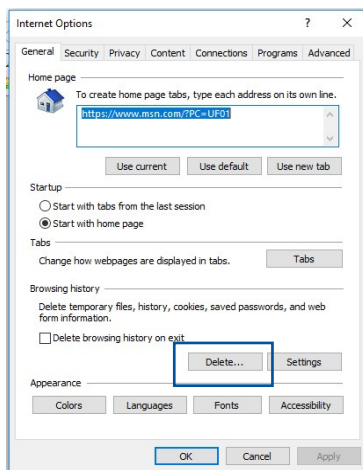 Internet Options ? X
General Security Privacy Content Connections Programs Advanced
Home page
To create home page tabs, type each address on its own line.
https://www.msn.com/?PC=UF01
Use current Use default Use new tab
Startup
Start with tabs from the last session
Start with home page
Tabs
Change how webpages are displayed in tabs. Tabs
Browsing history
Delete temporary files, history, cookies, saved passwords, and web
form information.
Delete browsing history on exit
Delete... Settings
Appearance
Colors Languages Fonts Accessibility
OK Cancel Apply